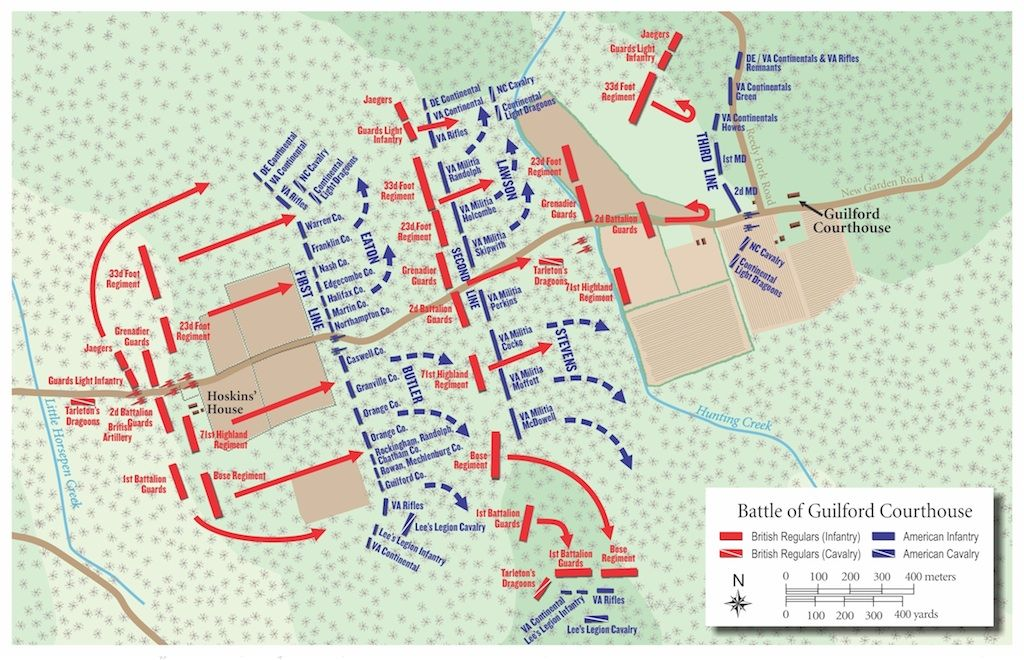 Jaegers
Guards Light
Infantry
33d Foot
Regiment
DE / VA Continentals & VA Rifles
Remnants
VA Continentals
Green
VA Continentals
Howes
1st MD
2d MD
THIRD LINE
Reedy Fork Road
New Garden Road
Guilford
Courthouse
NC Cavalry
Continental
Light Dragoons
Jaegers
Guards Light
Infantry
DE Continental
VA Continental
VA Rifles
NC Cavalry
Continental
Light Dragoons
33d Foot
Regiment
23d Foot
Regiment
Grenadier
Guards
2d Battalion
Guards
VA Militia
Randolph
VA Militia
Holcombe
VA Militia
Skipwith
LAWSON
SECOND LINE
23d Foot
Regiment
Grenadier
Guards
2d Battalion
Guards
Tarleton's
Dragoons
71st Highland
Regiment
DE Continental
VA Continental
VA Rifles
NC Cavalry
Continental
Light Dragoons
Warren Co.
Franklin Co.
Nash Co.
Edgecombe Co.
Halifax Co.
Martin Co.
Northampton Co.
EATON
FIRST LINE
33d Foot
Regiment
Grenadier
Guards
23d Foot
Regiment
Jaegers
Guards Light Infantry
Tarleton's
Dragoons
2d Battalion
Guards
British
Artillery
Hoskins'
House
71st Highland
Regiment
1st Battalion
Guards
Bose Regiment
Little Horsepen Creek
Caswell Co.
Granville Co.
Orange Co.
Orange Co.
Rockingham, Randolph,
Chatham Co.
Rowan, Mechlenburg Co.
Guilford Co.
BUTLER
VA Rifles
Lee's Legion Cavalry
Lee's Legion Infantry
VA Continental
VA Militia
Perkins
VA Militia
Cocke
VA Militia
Moffott
VA Militia
McDowell
STEVENS
71st Highland
Regiment
Bose
Regiment
1st Battalion
Guards
1st Battalion
Guards
Bose
Regiment
Tarleton's
Dragoons
VA Continental
Lee's Legion Infantry
VA Rifles
Lee's Legion Cavalry
Hunting Creek
Battle of Guilford Courthouse
British Regulars (Infantry)
American Infantry
British Regulars (Cavalry)
American Cavalry
N
0 100 200 300 400 meters
0 100 200 300 400 yards